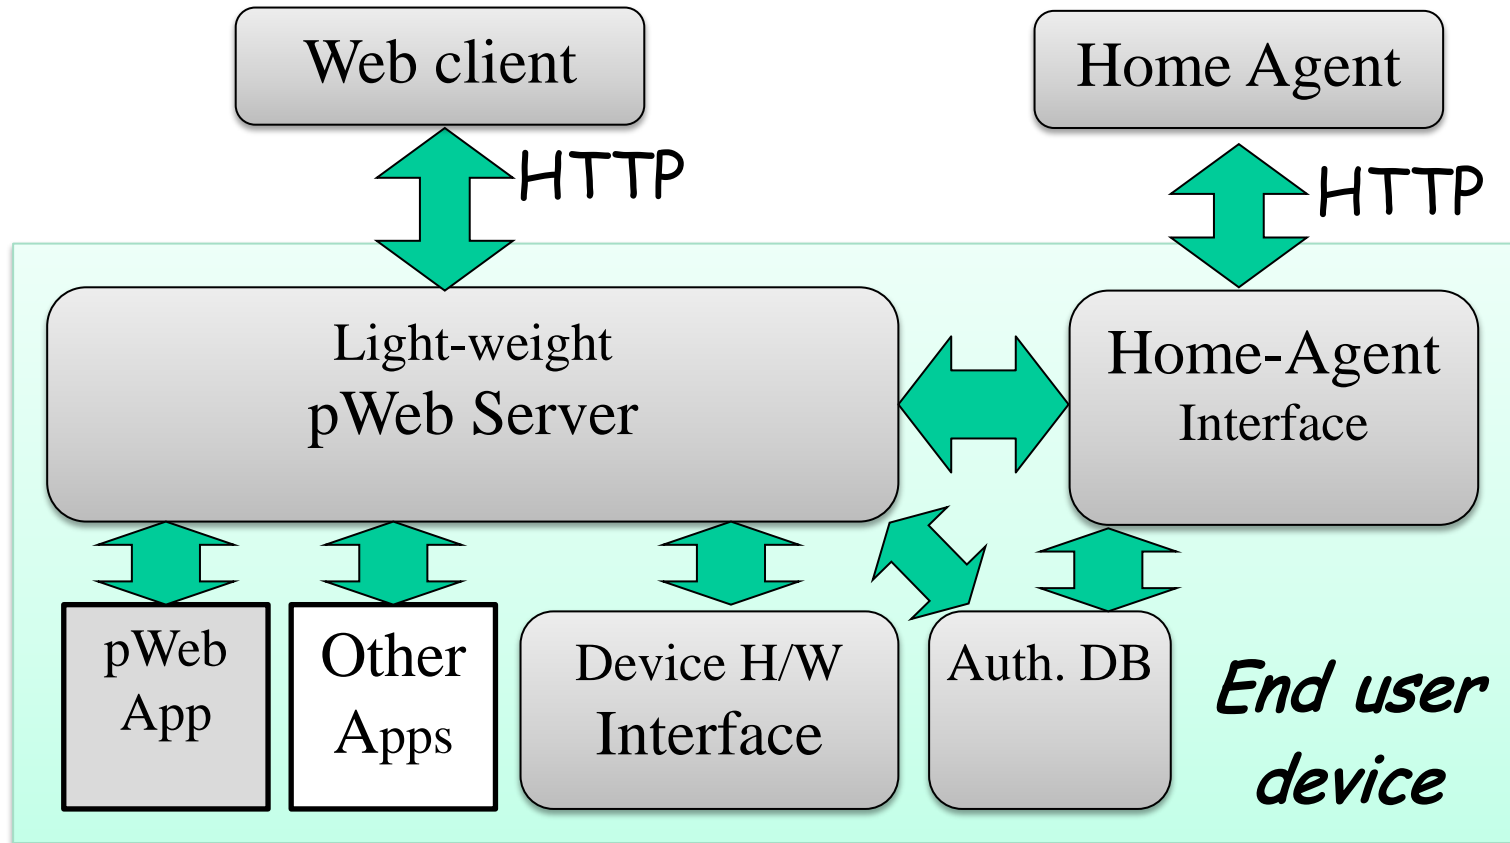 Web client
Home Agent
HTTP
HTTP
Light-weight
pWeb Server
Home-Agent
Interface
pWeb
App
Other
Apps
Device H/W
Interface
Auth. DB
End user
device